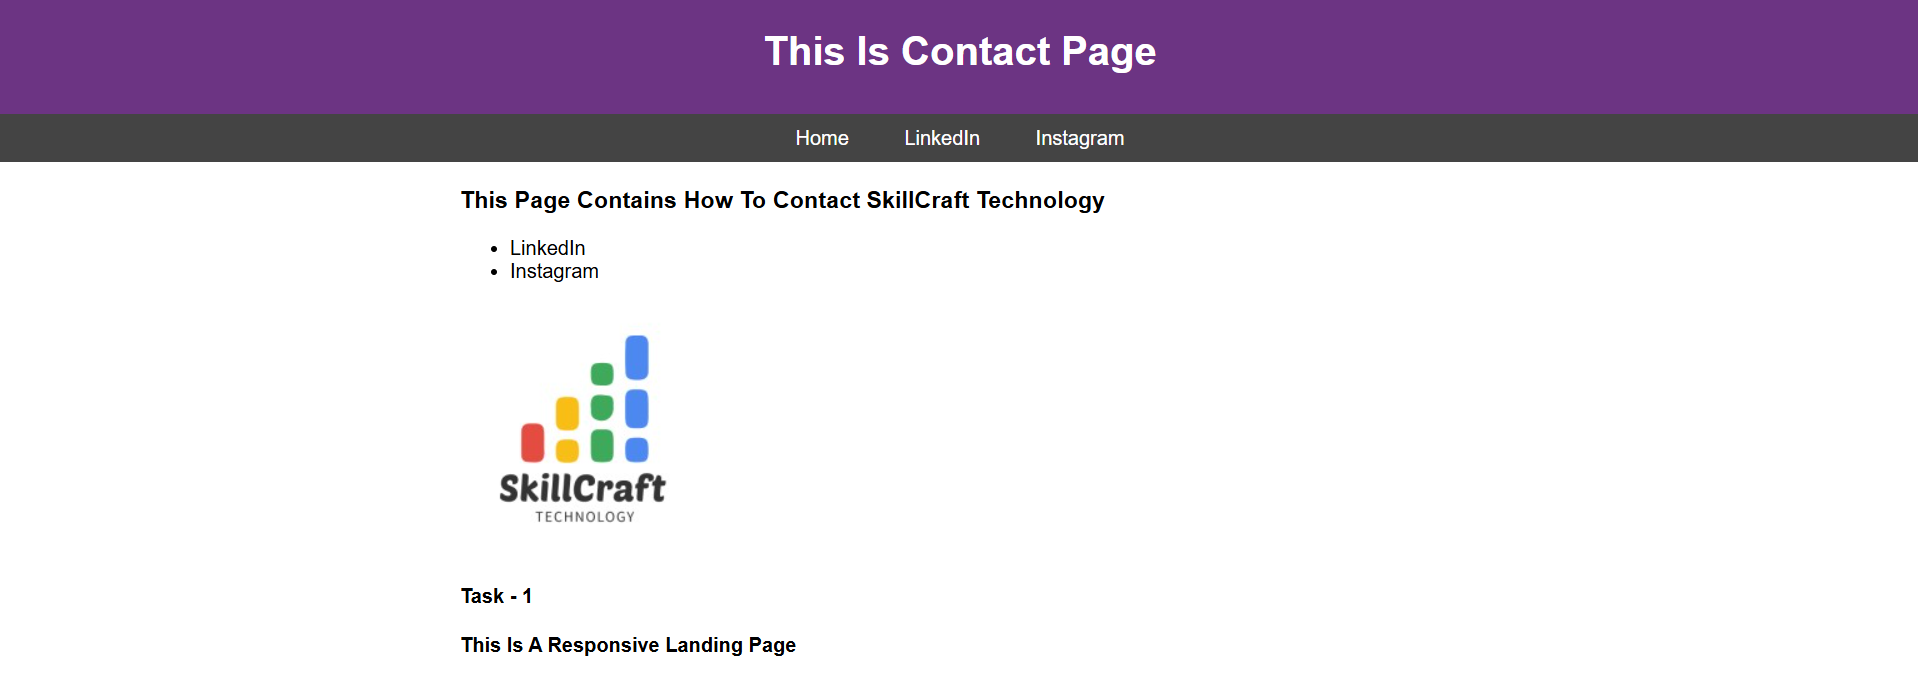 This Is Contact Page
Home LinkedIn Instagram
This Page Contains How To Contact SkillCraft Technology
LinkedIn
Instagram
SkillCraft
TECHNOLOGY
Task - 1
This Is A Responsive Landing Page